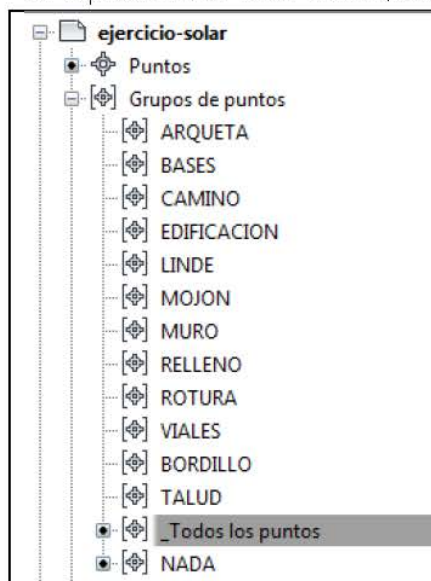 ejercicio-solar
Puntos
Grupos de puntos
ARQUETA
BASES
CAMINO
EDIFICACION
LINDE
MOJON
MURO
RELLENO
ROTURA
VIALES
BORDILLO
TALUD
_Todos los puntos
NADA